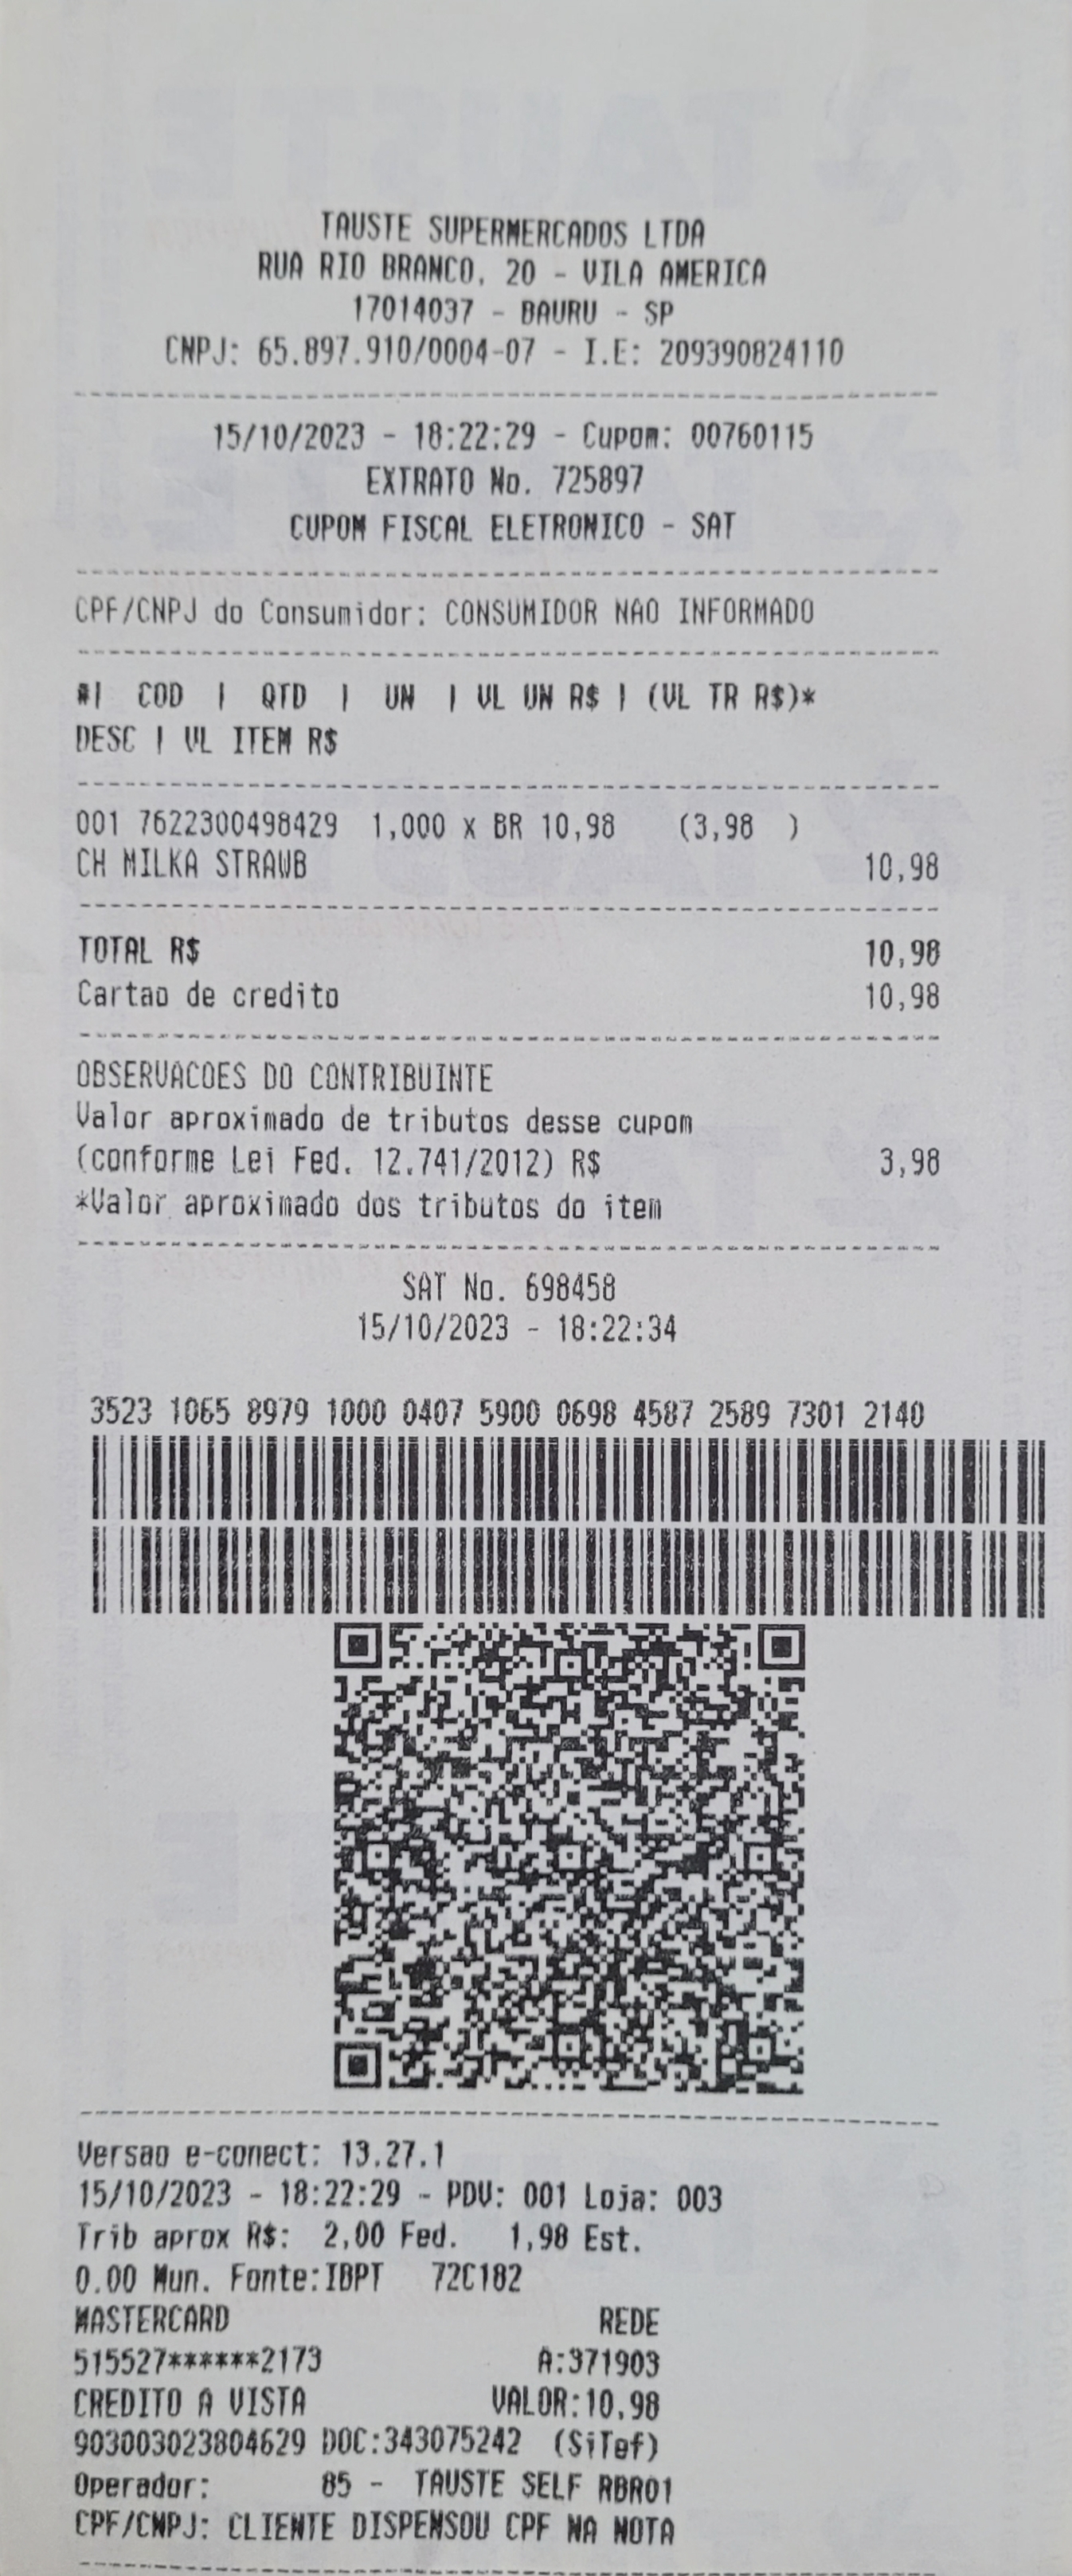 TAUSTE SUPERMERCADOS LTDA
RUA RIO BRANCO, 20 - VILA AMERICA
17014037 - BAURU - SP
CNPJ: 65.897.910/0004-07 - I.E: 209390824110
15/10/2023 - 18:22:29 - Cupom: 00760115
EXTRATO No. 725897
CUPOM FISCAL ELETRONICO - SAT
CPF/CNPJ do Consumidor: CONSUMIDOR NAO INFORMADO
#| COD | QTD | UN | VL UN R$ | (VL TR R$)*
DESC | VL ITEM R$
001 7622300498429 1,000 x BR 10,98 (3,98 )
CH MILKA STRAWB 10,98
TOTAL R$ 10,98
Cartao de credito 10,98
OBSERVACOES DO CONTRIBUINTE
Valor aproximado de tributos desse cupom
(conforme Lei Fed. 12.741/2012) R$ 3,98
*Valor aproximado dos tributos do item
SAT No. 698458
15/10/2023 - 18:22:34
3523 1065 8979 1000 0407 5900 0698 4587 2589 7301 2140
Versao e-conect: 13.27.1
15/10/2023 - 18:22:29 - PDV: 001 Loja: 003
Trib aprox R$: 2,00 Fed. 1,98 Est.
0.00 Mun. Fonte:IBPT 72C182
MASTERCARD REDE
515527******2173 A:371903
CREDITO A VISTA VALOR:10,98
903003023804629 DOC:343075242 (SiTef)
Operador: 85 - TAUSTE SELF RBR01
CPF/CNPJ: CLIENTE DISPENSOU CPF NA NOTA